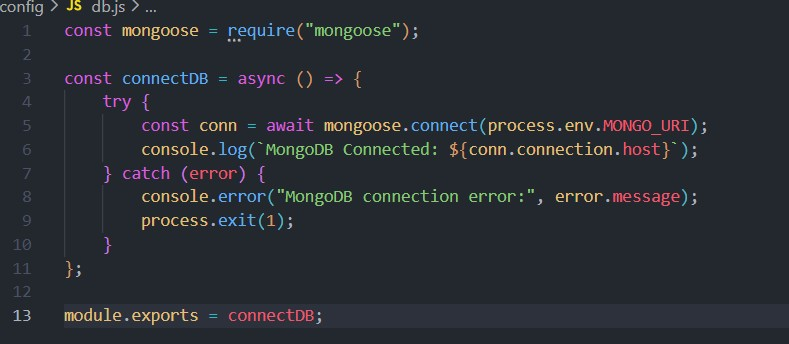 config > JS db.js > ...
1 const mongoose = require("mongoose");
2
3 const connectDB = async () => {
4     try {
5         const conn = await mongoose.connect(process.env.MONGO_URI);
6         console.log(`MongoDB Connected: ${conn.connection.host}`);
7     } catch (error) {
8         console.error("MongoDB connection error:", error.message);
9         process.exit(1);
10     }
11 };
12
13 module.exports = connectDB;